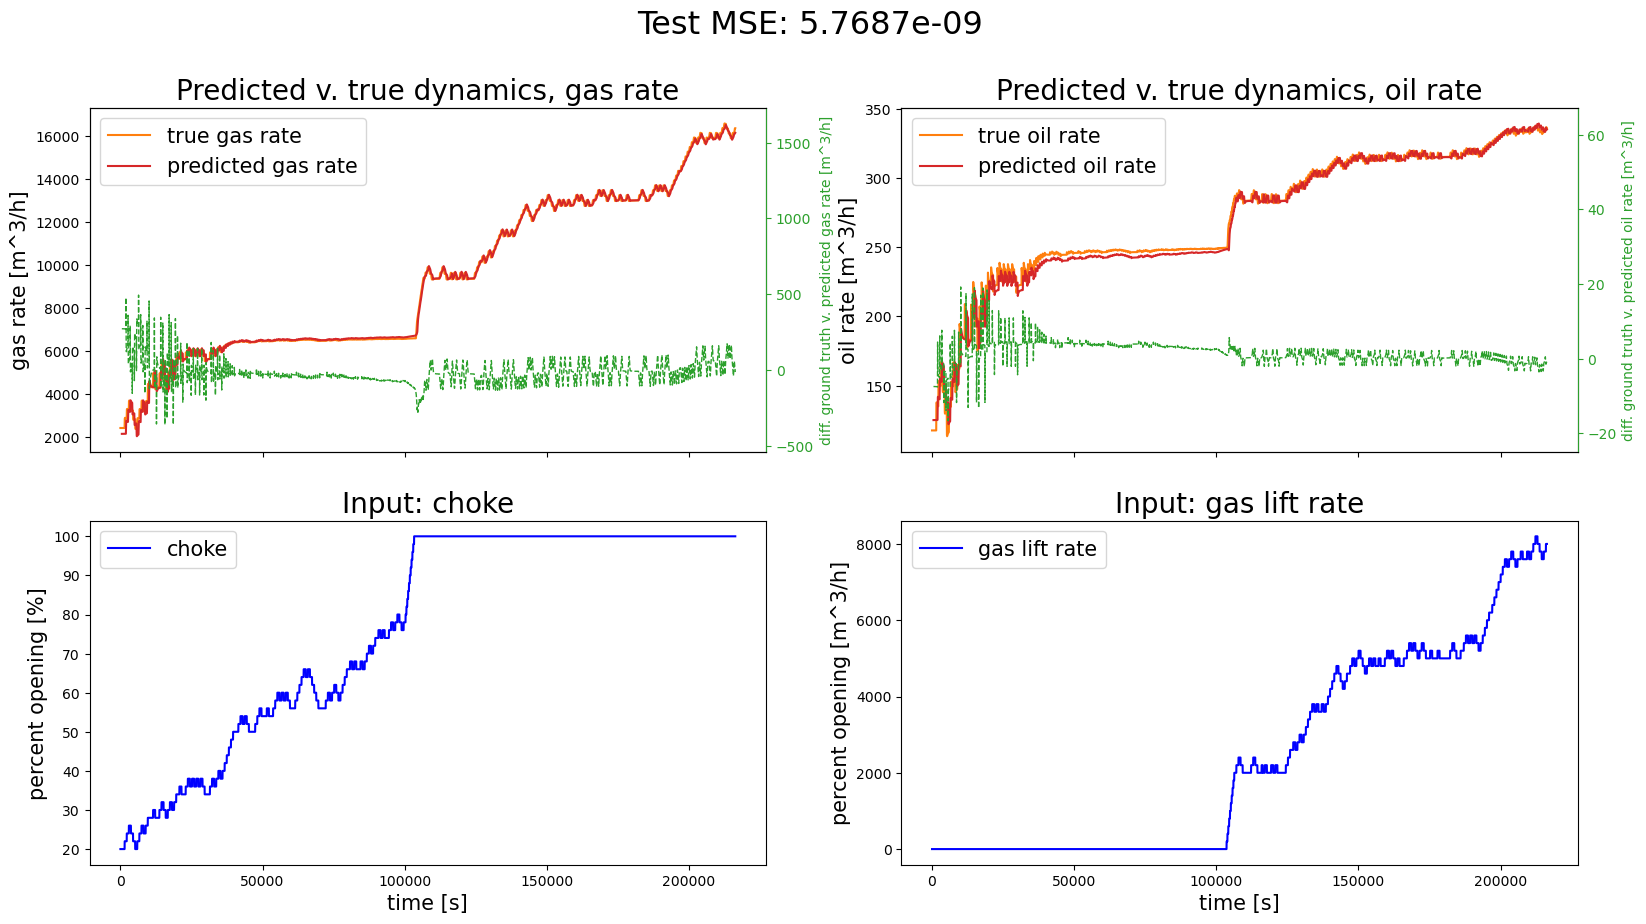 Test MSE: 5.7687e-09
Predicted v. true dynamics, gas rate
true gas rate
predicted gas rate
gas rate [m^3/h]
16000
14000
12000
10000
8000
6000
4000
2000
1500
1000
500
0
−500
diff. ground truth v. predicted gas rate [m^3/h]
Predicted v. true dynamics, oil rate
true oil rate
predicted oil rate
oil rate [m^3/h]
350
300
250
200
150
60
40
20
0
−20
diff. ground truth v. predicted oil rate [m^3/h]
Input: choke
choke
percent opening [%]
100
90
80
70
60
50
40
30
20
0
50000
100000
150000
200000
time [s]
Input: gas lift rate
gas lift rate
percent opening [m^3/h]
8000
6000
4000
2000
0
0
50000
100000
150000
200000
time [s]